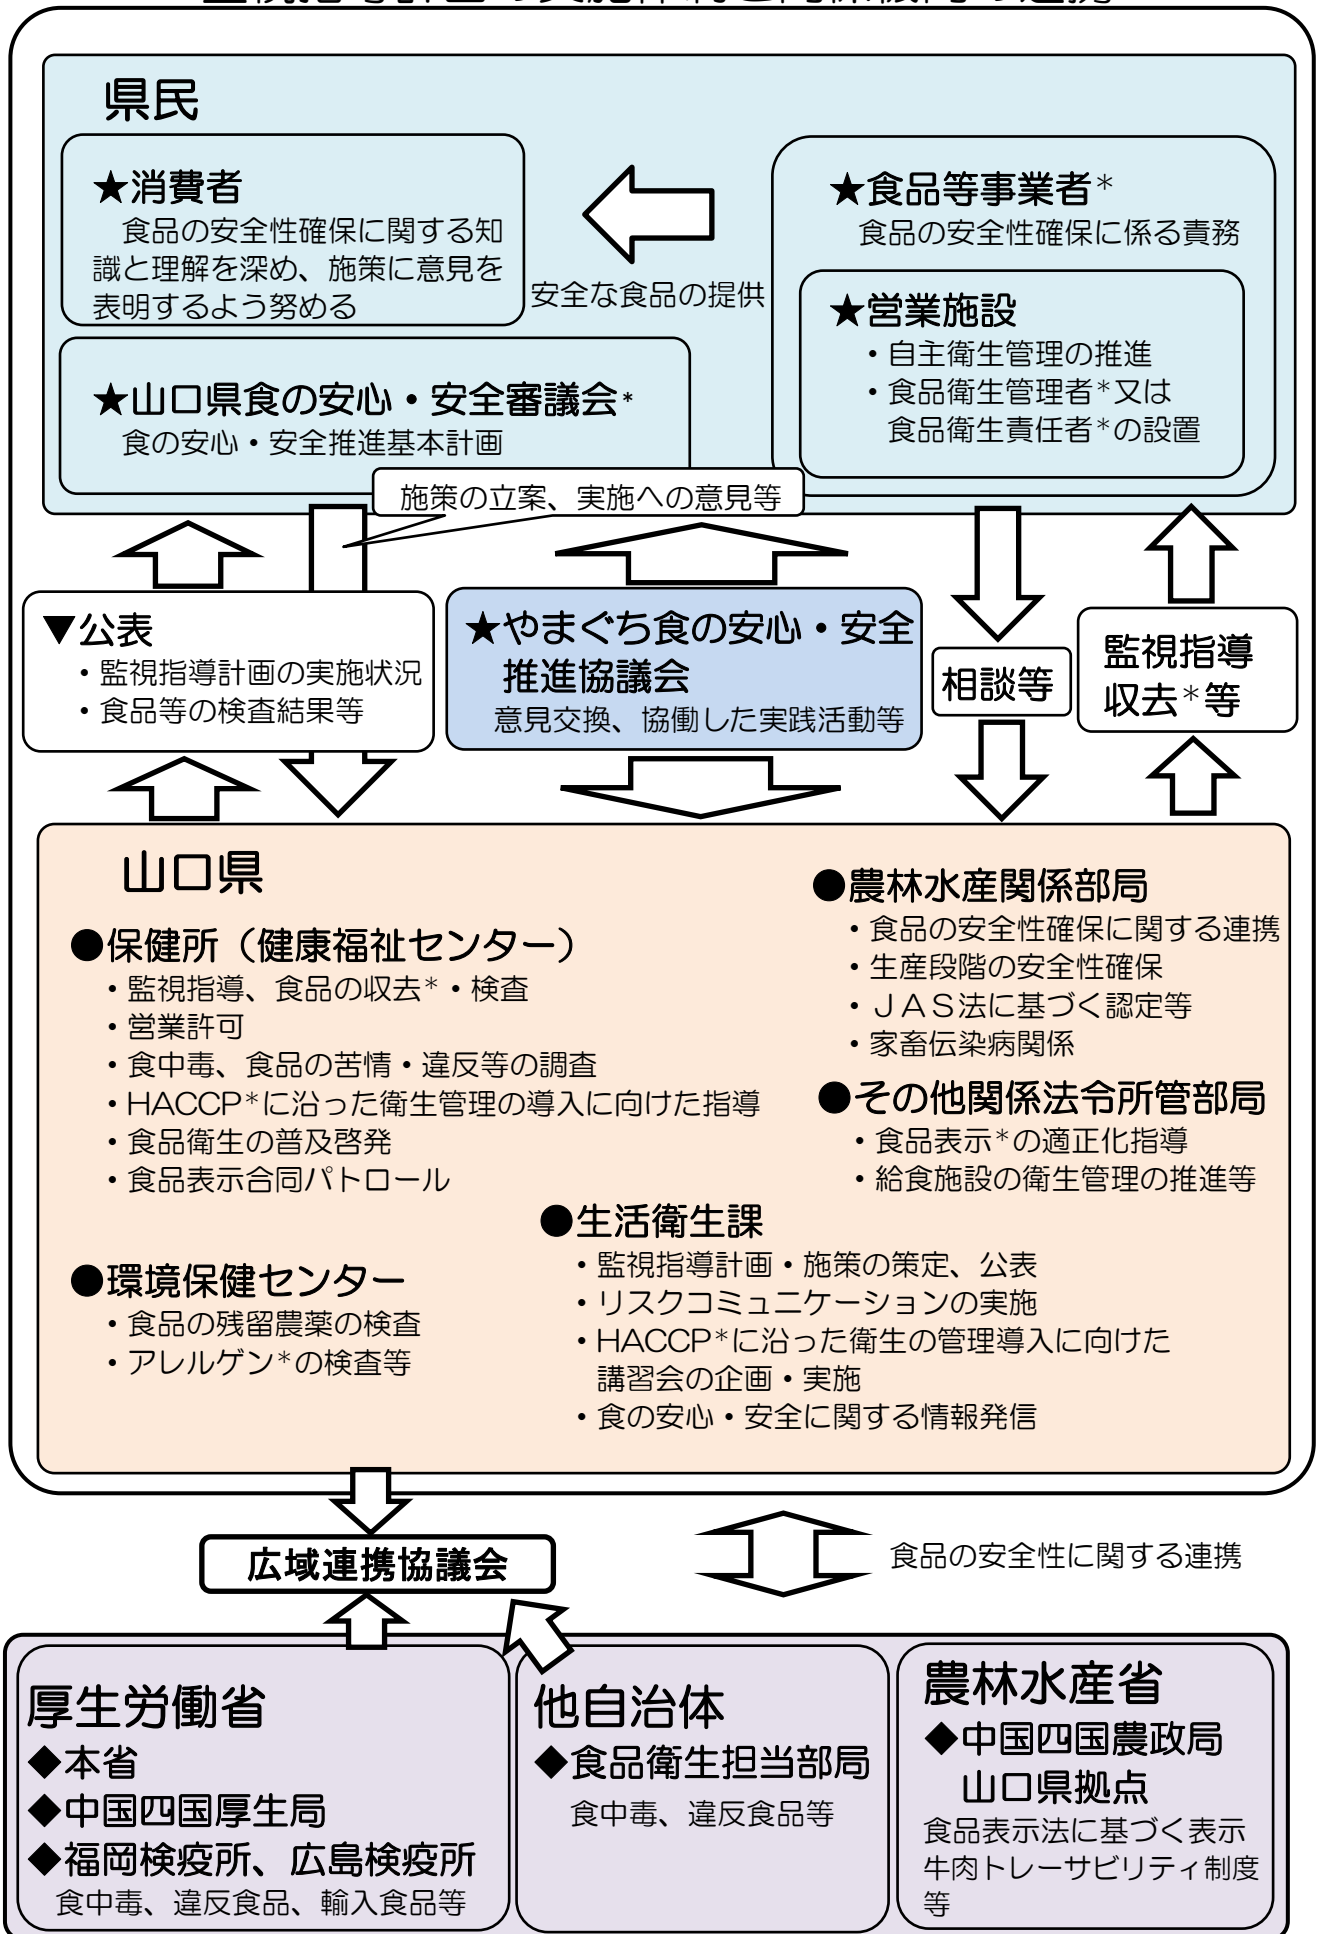 県民
★消費者
食品の安全性確保に関する知
識と理解を深め、施策に意見を
表明するよう努める
安全な食品の提供
★食品等事業者*
食品の安全性確保に係る責務
★営業施設
・自主衛生管理の推進
・食品衛生管理者*又は
食品衛生責任者*の設置
★山口県食の安心・安全審議会*
食の安心・安全推進基本計画
施策の立案、実施への意見等
▼公表
・監視指導計画の実施状況
・食品等の検査結果等
★やまぐち食の安心・安全
推進協議会
意見交換、協働した実践活動等
相談等
監視指導
収去*等
山口県
●保健所（健康福祉センター）
・監視指導、食品の収去*・検査
・営業許可
・食中毒、食品の苦情・違反等の調査
・HACCP*に沿った衛生管理の導入に向けた指導
・食品衛生の普及啓発
・食品表示合同パトロール
●農林水産関係部局
・食品の安全性確保に関する連携
・生産段階の安全性確保
・ＪＡＳ法に基づく認定等
・家畜伝染病関係
●その他関係法令所管部局
・食品表示*の適正化指導
・給食施設の衛生管理の推進等
●環境保健センター
・食品の残留農薬の検査
・アレルゲン*の検査等
●生活衛生課
・監視指導計画・施策の策定、公表
・リスクコミュニケーションの実施
・HACCP*に沿った衛生の管理導入に向けた
講習会の企画・実施
・食の安心・安全に関する情報発信
広域連携協議会
食品の安全性に関する連携
厚生労働省
◆本省
◆中国四国厚生局
◆福岡検疫所、広島検疫所
食中毒、違反食品、輸入食品等
他自治体
◆食品衛生担当部局
食中毒、違反食品等
農林水産省
◆中国四国農政局
山口県拠点
食品表示法に基づく表示
牛肉トレーサビリティ制度
等